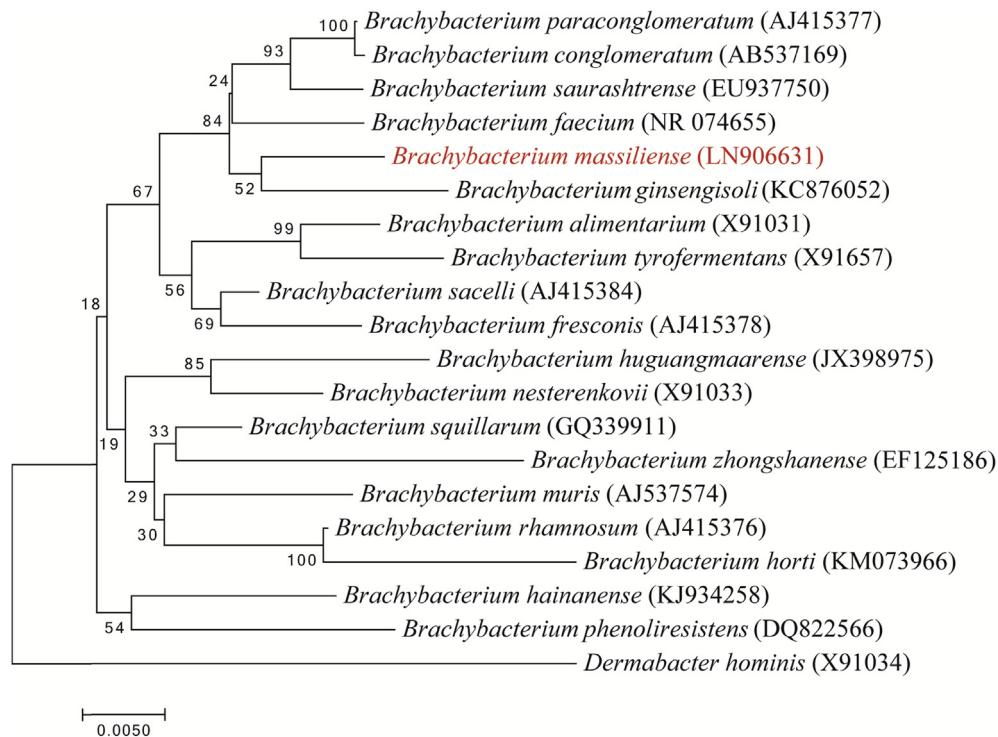 100
Brachybacterium paraconglomeratum (AJ415377)
93
Brachybacterium conglomeratum (AB537169)
24
Brachybacterium saurashtrense (EU937750)
84
Brachybacterium faecium (NR 074655)
Brachybacterium massiliense (LN906631)
67
52
Brachybacterium ginsengisoli (KC876052)
99
Brachybacterium alimentarium (X91031)
Brachybacterium tyrofermentans (X91657)
56
Brachybacterium sacelli (AJ415384)
18
69
Brachybacterium fresconis (AJ415378)
85
Brachybacterium huguangmaarense (JX398975)
Brachybacterium nesterenkovii (X91033)
19
33
Brachybacterium squillarum (GQ339911)
Brachybacterium zhongshanense (EF125186)
29
Brachybacterium muris (AJ537574)
30
Brachybacterium rhamnosum (AJ415376)
100
Brachybacterium horti (KM073966)
Brachybacterium hainanense (KJ934258)
54
Brachybacterium phenoliresistens (DQ822566)
Dermabacter hominis (X91034)
0.0050